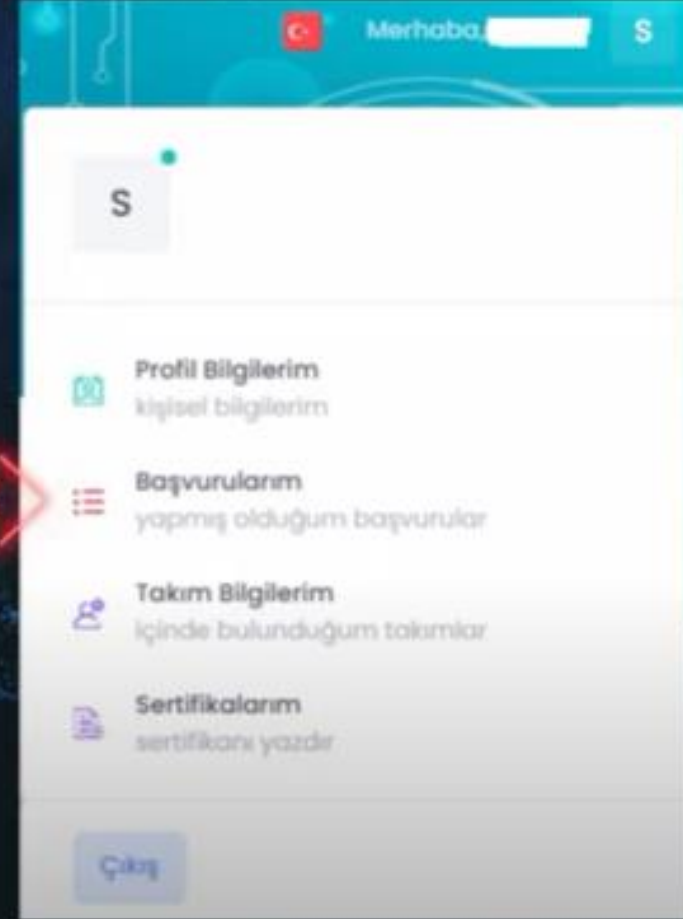 Merhaba,
S
S
Profil Bilgilerim
kişisel bilgilerim
Başvurularım
yapmış olduğum başvurular
Takım Bilgilerim
içinde bulunduğum takımlar
Sertifikalarım
sertifikanı yazdır
Çıkış